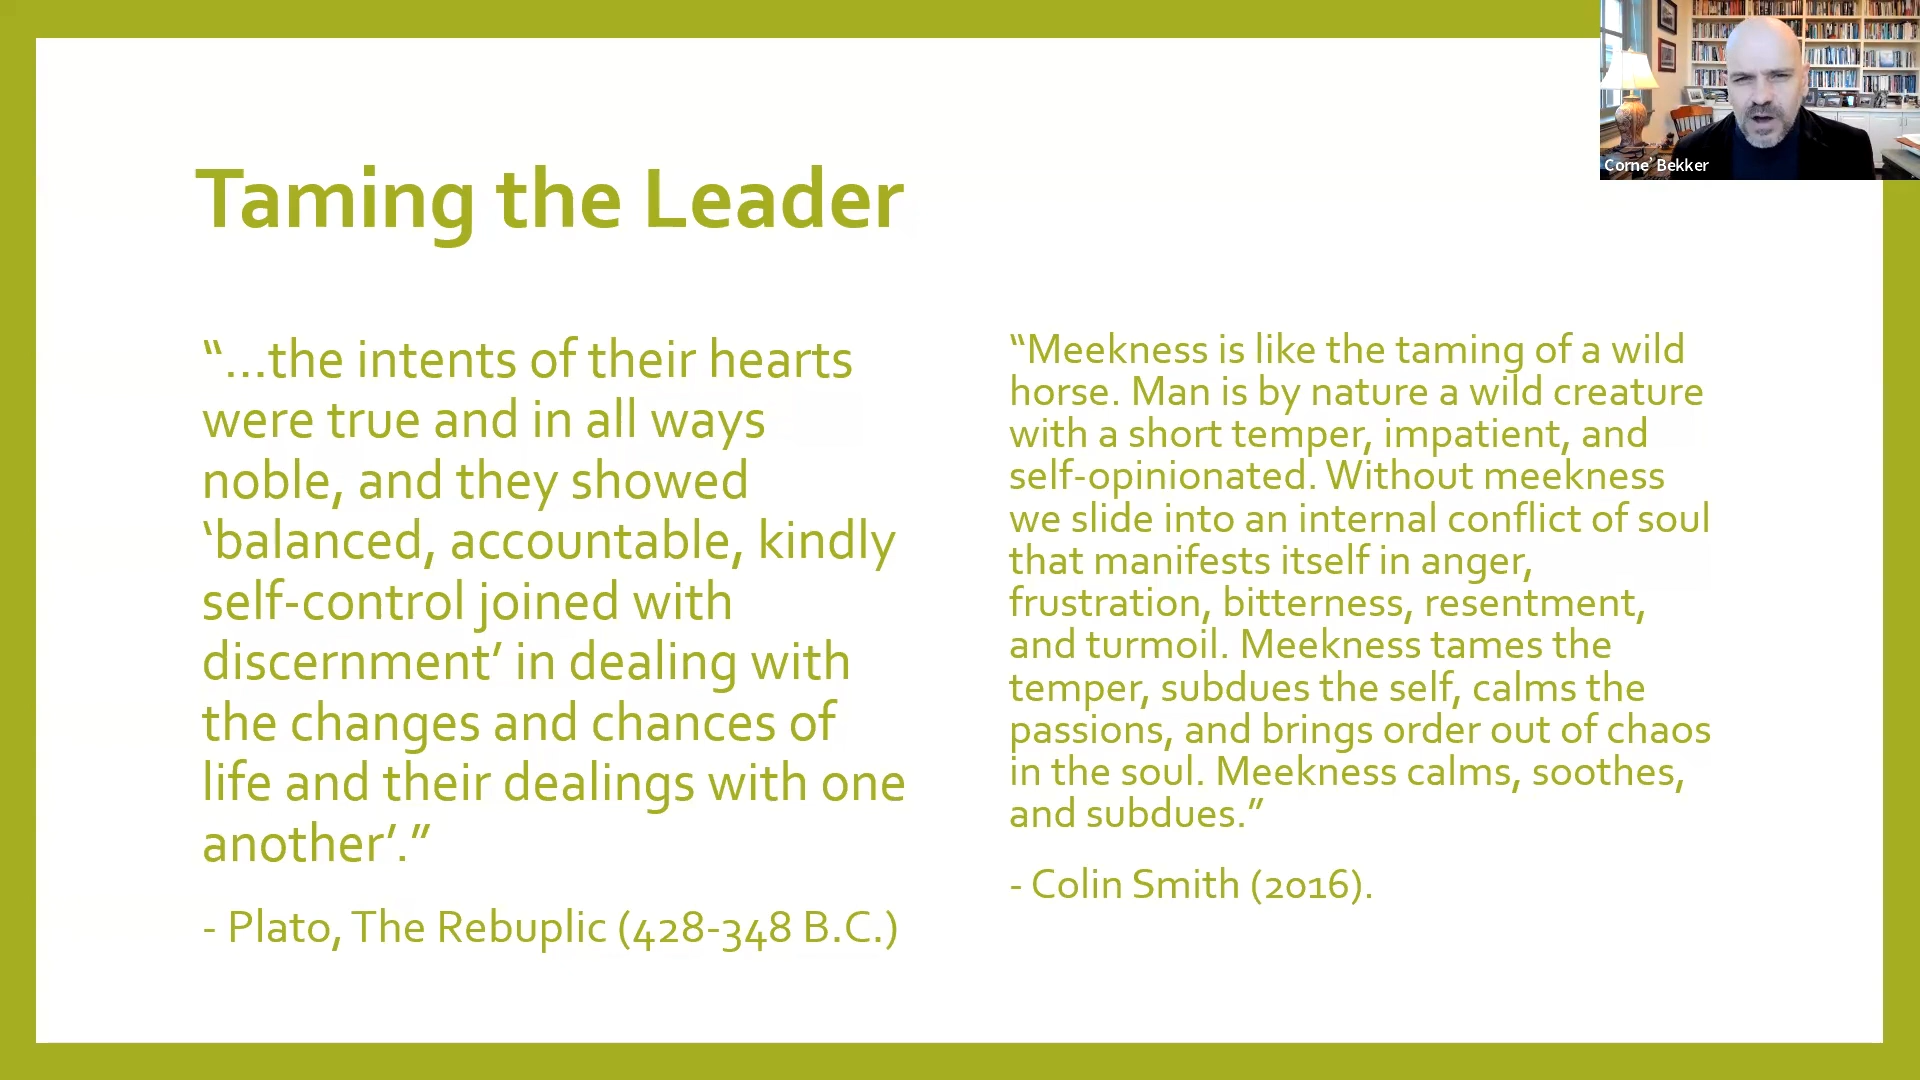 Corne' Bekker
Taming the Leader
“...the intents of their hearts
were true and in all ways
noble, and they showed
‘balanced, accountable, kindly
self-control joined with
discernment’ in dealing with
the changes and chances of
life and their dealings with one
another’.”
- Plato, The Rebuplic (428-348 B.C.)
“Meekness is like the taming of a wild
horse. Man is by nature a wild creature
with a short temper, impatient, and
self-opinionated. Without meekness
we slide into an internal conflict of soul
that manifests itself in anger,
frustration, bitterness, resentment,
and turmoil. Meekness tames the
temper, subdues the self, calms the
passions, and brings order out of chaos
in the soul. Meekness calms, soothes,
and subdues.”
- Colin Smith (2016).